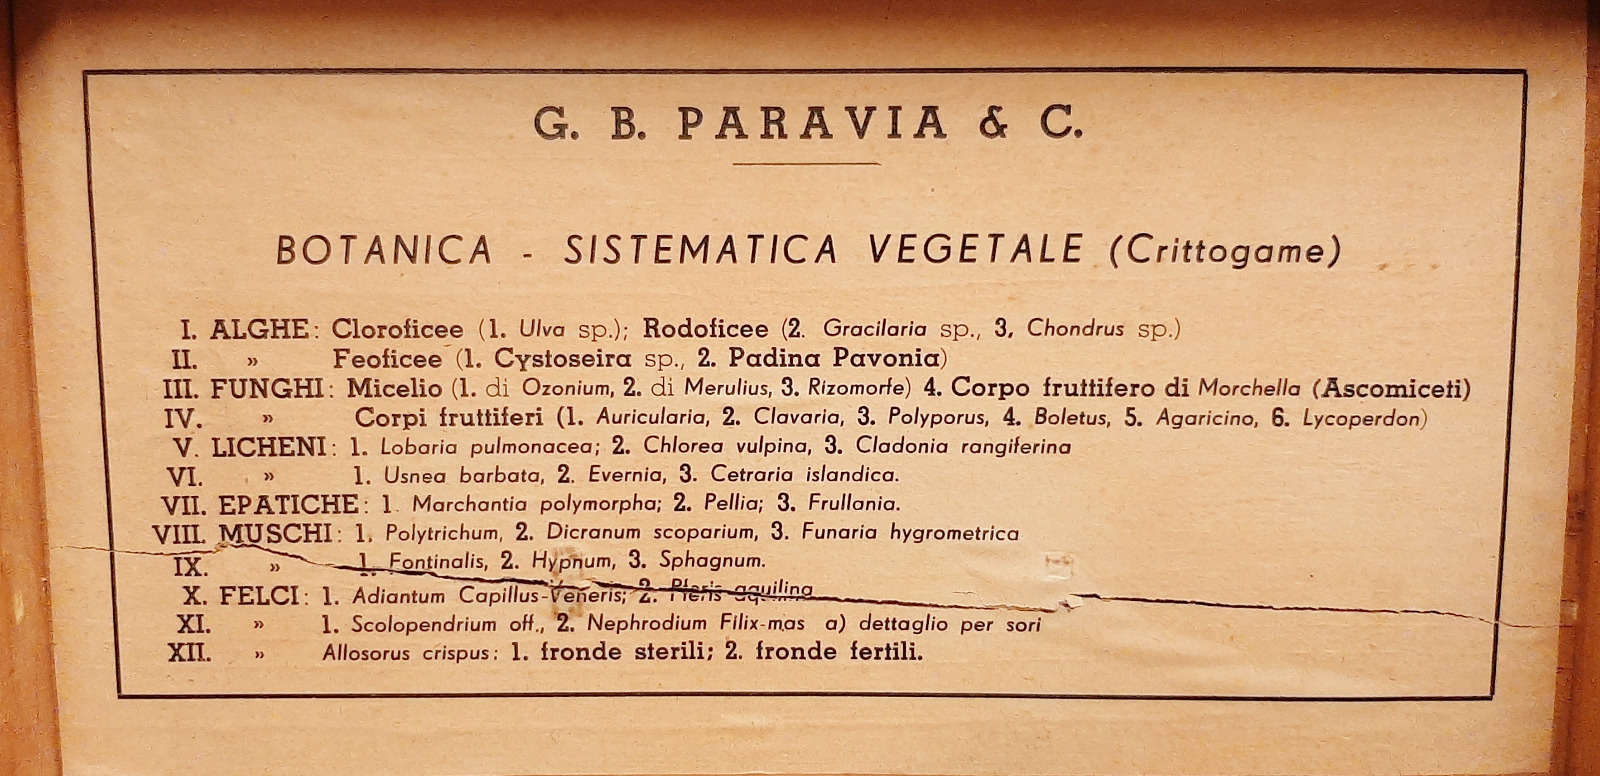 G. B. PARAVIA & C.
BOTANICA - SISTEMATICA VEGETALE (Crittogame)
I. ALGHE: Cloroficee (1. Ulva sp.); Rodoficee (2. Gracilaria sp., 3, Chondrus sp.)
II. » Feoficee (1. Cystoseira sp., 2. Padina Pavonia)
III. FUNGHI: Micelio (1. di Ozonium, 2. di Merulius, 3. Rizomorfe) 4. Corpo fruttifero di Morchella (Ascomiceti)
IV. » Corpi fruttiferi (1. Auricularia, 2. Clavaria, 3. Polyporus, 4. Boletus, 5. Agaricino, 6. Lycoperdon)
V. LICHENI: 1. Lobaria pulmonacea; 2. Chlorea vulpina, 3. Cladonia rangiferina
VI. » 1. Usnea barbata, 2. Evernia, 3. Cetraria islandica.
VII. EPATICHE: 1. Marchantia polymorpha; 2. Pellia; 3. Frullania.
VIII. MUSCHI: 1. Polytrichum, 2. Dicranum scoparium, 3. Funaria hygrometrica
IX. » 1. Fontinalis, 2. Hypnum, 3. Sphagnum.
X. FELCI: 1. Adiantum Capillus-Veneris; 2. Pteris aquilina
XI. » 1. Scolopendrium off., 2. Nephrodium Filix-mas a) dettaglio per sori
XII. » Allosorus crispus: 1. fronde sterili; 2. fronde fertili.